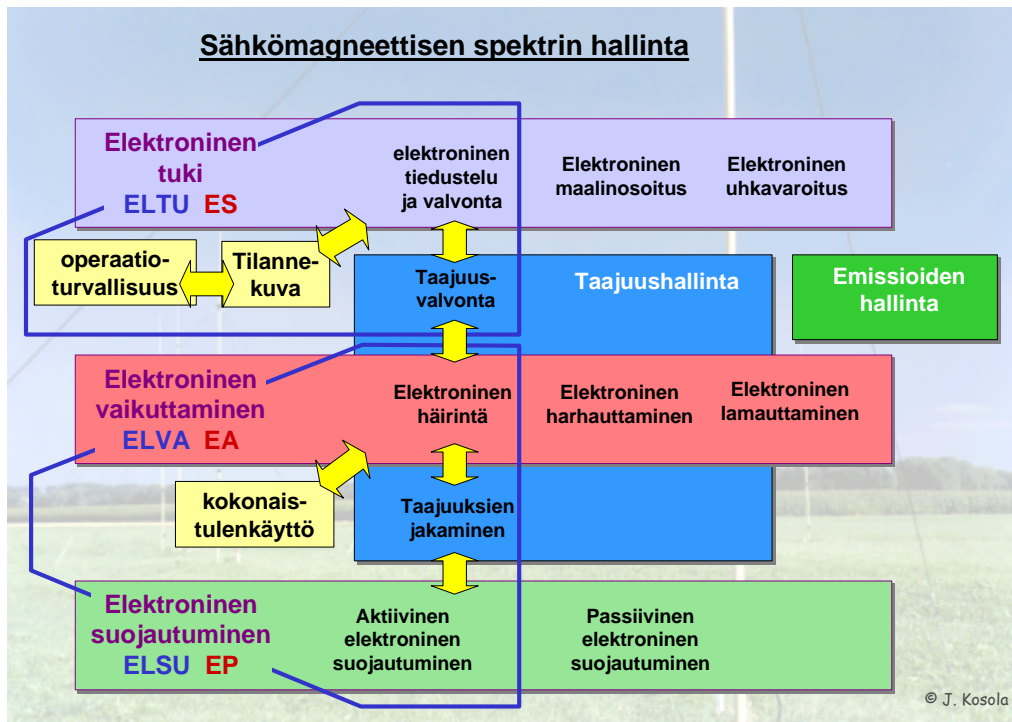 Sähkömagneettisen spektrin hallinta
Elektroninen
tuki
ELTU ES
elektroninen
tiedustelu
ja valvonta
Elektroninen
maalinosoitus
Elektroninen
uhkavaroitus
operaatio-
turvallisuus
Tilanne-
kuva
Taajuus-
valvonta
Taajuushallinta
Emissioiden
hallinta
Elektroninen
vaikuttaminen
ELVA EA
Elektroninen
häirintä
Elektroninen
harhauttaminen
Elektroninen
lamauttaminen
kokonais-
tulenkäyttö
Taajuuksien
jakaminen
Elektroninen
suojautuminen
ELSU EP
Aktiivinen
elektroninen
suojautuminen
Passiivinen
elektroninen
suojautuminen
© J. Kosola